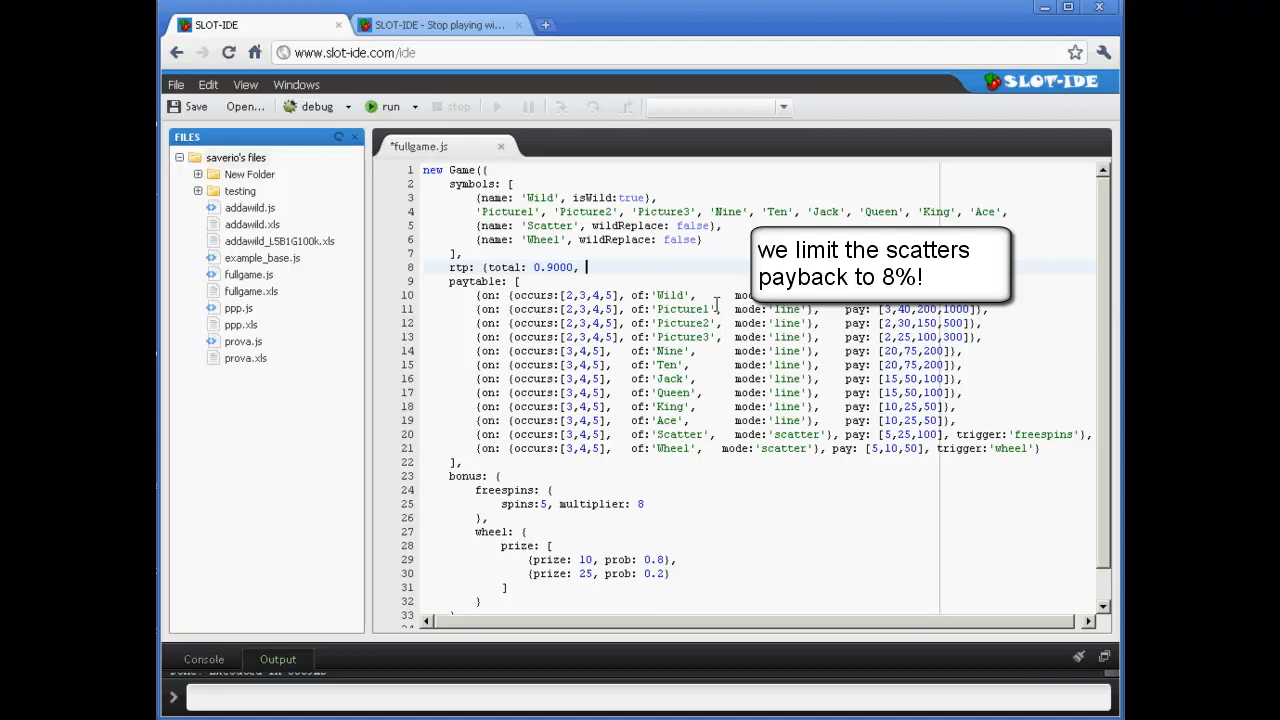 SLOT-IDE
SLOT-IDE - Stop playing wi...
www.slot-ide.com/ide
File Edit View Windows
SLOT-IDE
Save Open... debug run stop
FILES
saverio's files
New Folder
testing
addawild.js
addawild.xls
addawild_L5B1G100k.xls
example_base.js
fullgame.js
fullgame.xls
ppp.js
ppp.xls
prova.js
prova.xls
*fullgame.js
1 new Game({
2 symbols: [
3 {name: 'Wild', isWild:true},
4 'Picture1', 'Picture2', 'Picture3', 'Nine', 'Ten', 'Jack', 'Queen', 'King', 'Ace',
5 {name: 'Scatter', wildReplace: false},
6 {name: 'Wheel', wildReplace: false}
7 ],
8 rtp: {total: 0.9000,
9 paytable: [
10 {on: {occurs:[2,3,4,5], of:'Wild', mo
11 {on: {occurs:[2,3,4,5], of:'Picture1', mode:'line'}, pay: [3,40,200,1000]},
12 {on: {occurs:[2,3,4,5], of:'Picture2', mode:'line'}, pay: [2,30,150,500]},
13 {on: {occurs:[2,3,4,5], of:'Picture3', mode:'line'}, pay: [2,25,100,300]},
14 {on: {occurs:[3,4,5], of:'Nine', mode:'line'}, pay: [20,75,200]},
15 {on: {occurs:[3,4,5], of:'Ten', mode:'line'}, pay: [20,75,200]},
16 {on: {occurs:[3,4,5], of:'Jack', mode:'line'}, pay: [15,50,100]},
17 {on: {occurs:[3,4,5], of:'Queen', mode:'line'}, pay: [15,50,100]},
18 {on: {occurs:[3,4,5], of:'King', mode:'line'}, pay: [10,25,50]},
19 {on: {occurs:[3,4,5], of:'Ace', mode:'line'}, pay: [10,25,50]},
20 {on: {occurs:[3,4,5], of:'Scatter', mode:'scatter'}, pay: [5,25,100], trigger:'freespins'},
21 {on: {occurs:[3,4,5], of:'Wheel', mode:'scatter'}, pay: [5,10,50], trigger:'wheel'}
22 ],
23 bonus: {
24 freespins: {
25 spins:5, multiplier: 8
26 },
27 wheel: {
28 prize: [
29 {prize: 10, prob: 0.8},
30 {prize: 25, prob: 0.2}
31 ]
32 }
33
we limit the scatters
payback to 8%!
Console Output